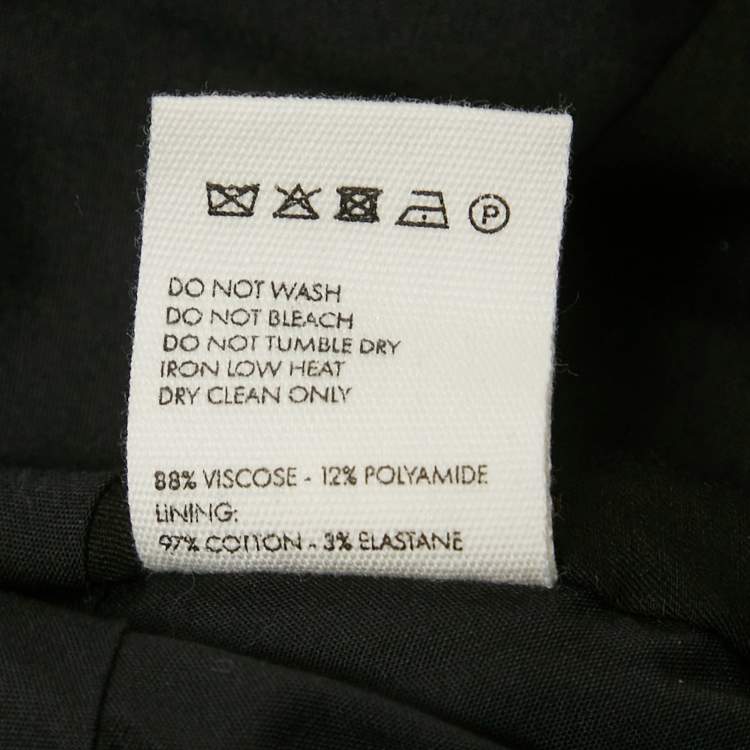 P
DO NOT WASH
DO NOT BLEACH
DO NOT TUMBLE DRY
IRON LOW HEAT
DRY CLEAN ONLY
88% VISCOSE - 12% POLYAMIDE
LINING:
97% COTTON - 3% ELASTANE